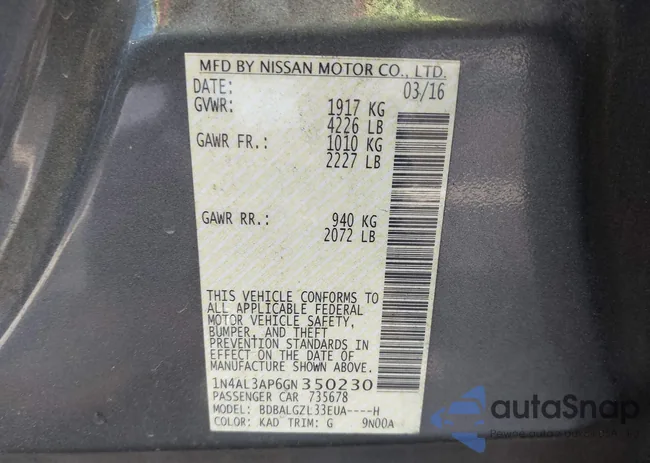 MFD BY NISSAN MOTOR CO., LTD.
DATE: 03/16
GVWR: 1917 KG
4226 LB
GAWR FR.: 1010 KG
2227 LB
GAWR RR.: 940 KG
2072 LB
THIS VEHICLE CONFORMS TO
ALL APPLICABLE FEDERAL
MOTOR VEHICLE SAFETY,
BUMPER, AND THEFT
PREVENTION STANDARDS
IN EFFECT ON THE DATE OF
MANUFACTURE SHOWN ABOVE.
1N4AL3AP6GN350230
PASSENGER CAR 735678
MODEL: BDBALGZL33EUA----H
COLOR: KAD TRIM: G 9N00A
autoSnap
Pewne auto z autoSnap